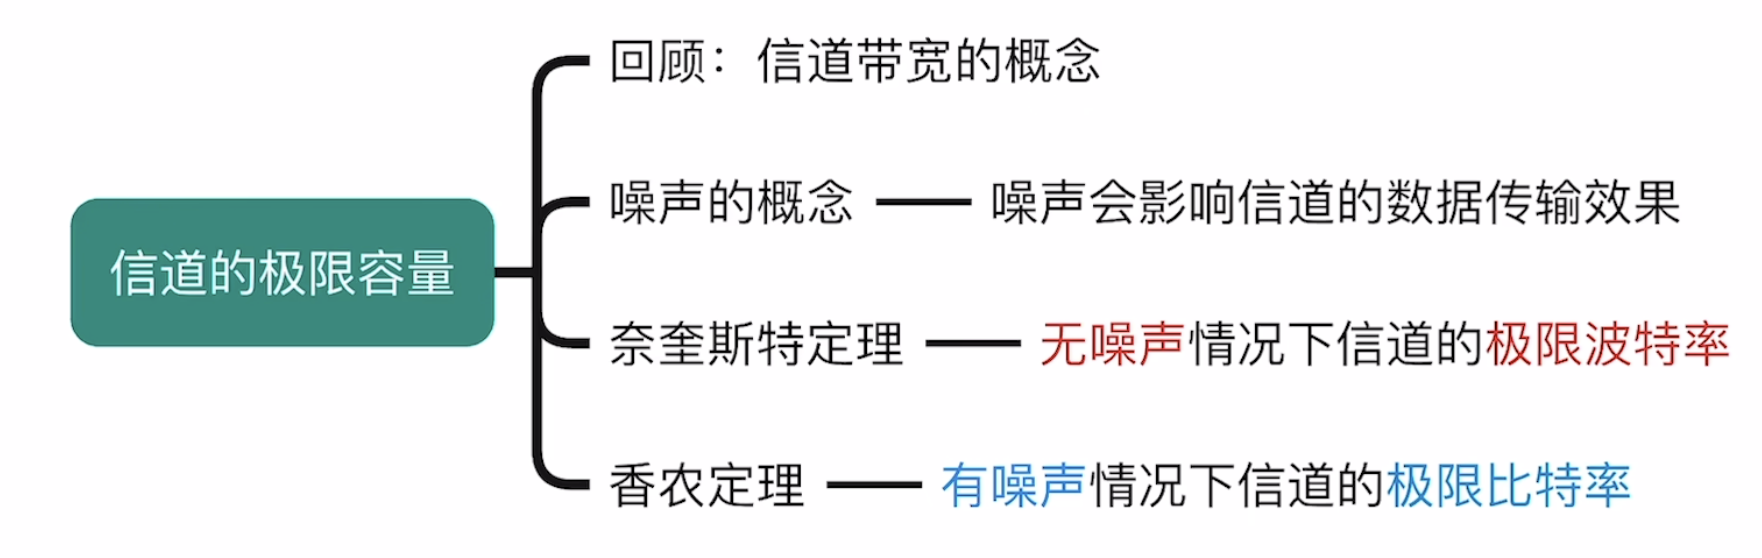 信道的极限容量
回顾：信道带宽的概念
噪声的概念 噪声会影响信道的数据传输效果
奈奎斯特定理 无噪声情况下信道的极限波特率
香农定理 有噪声情况下信道的极限比特率